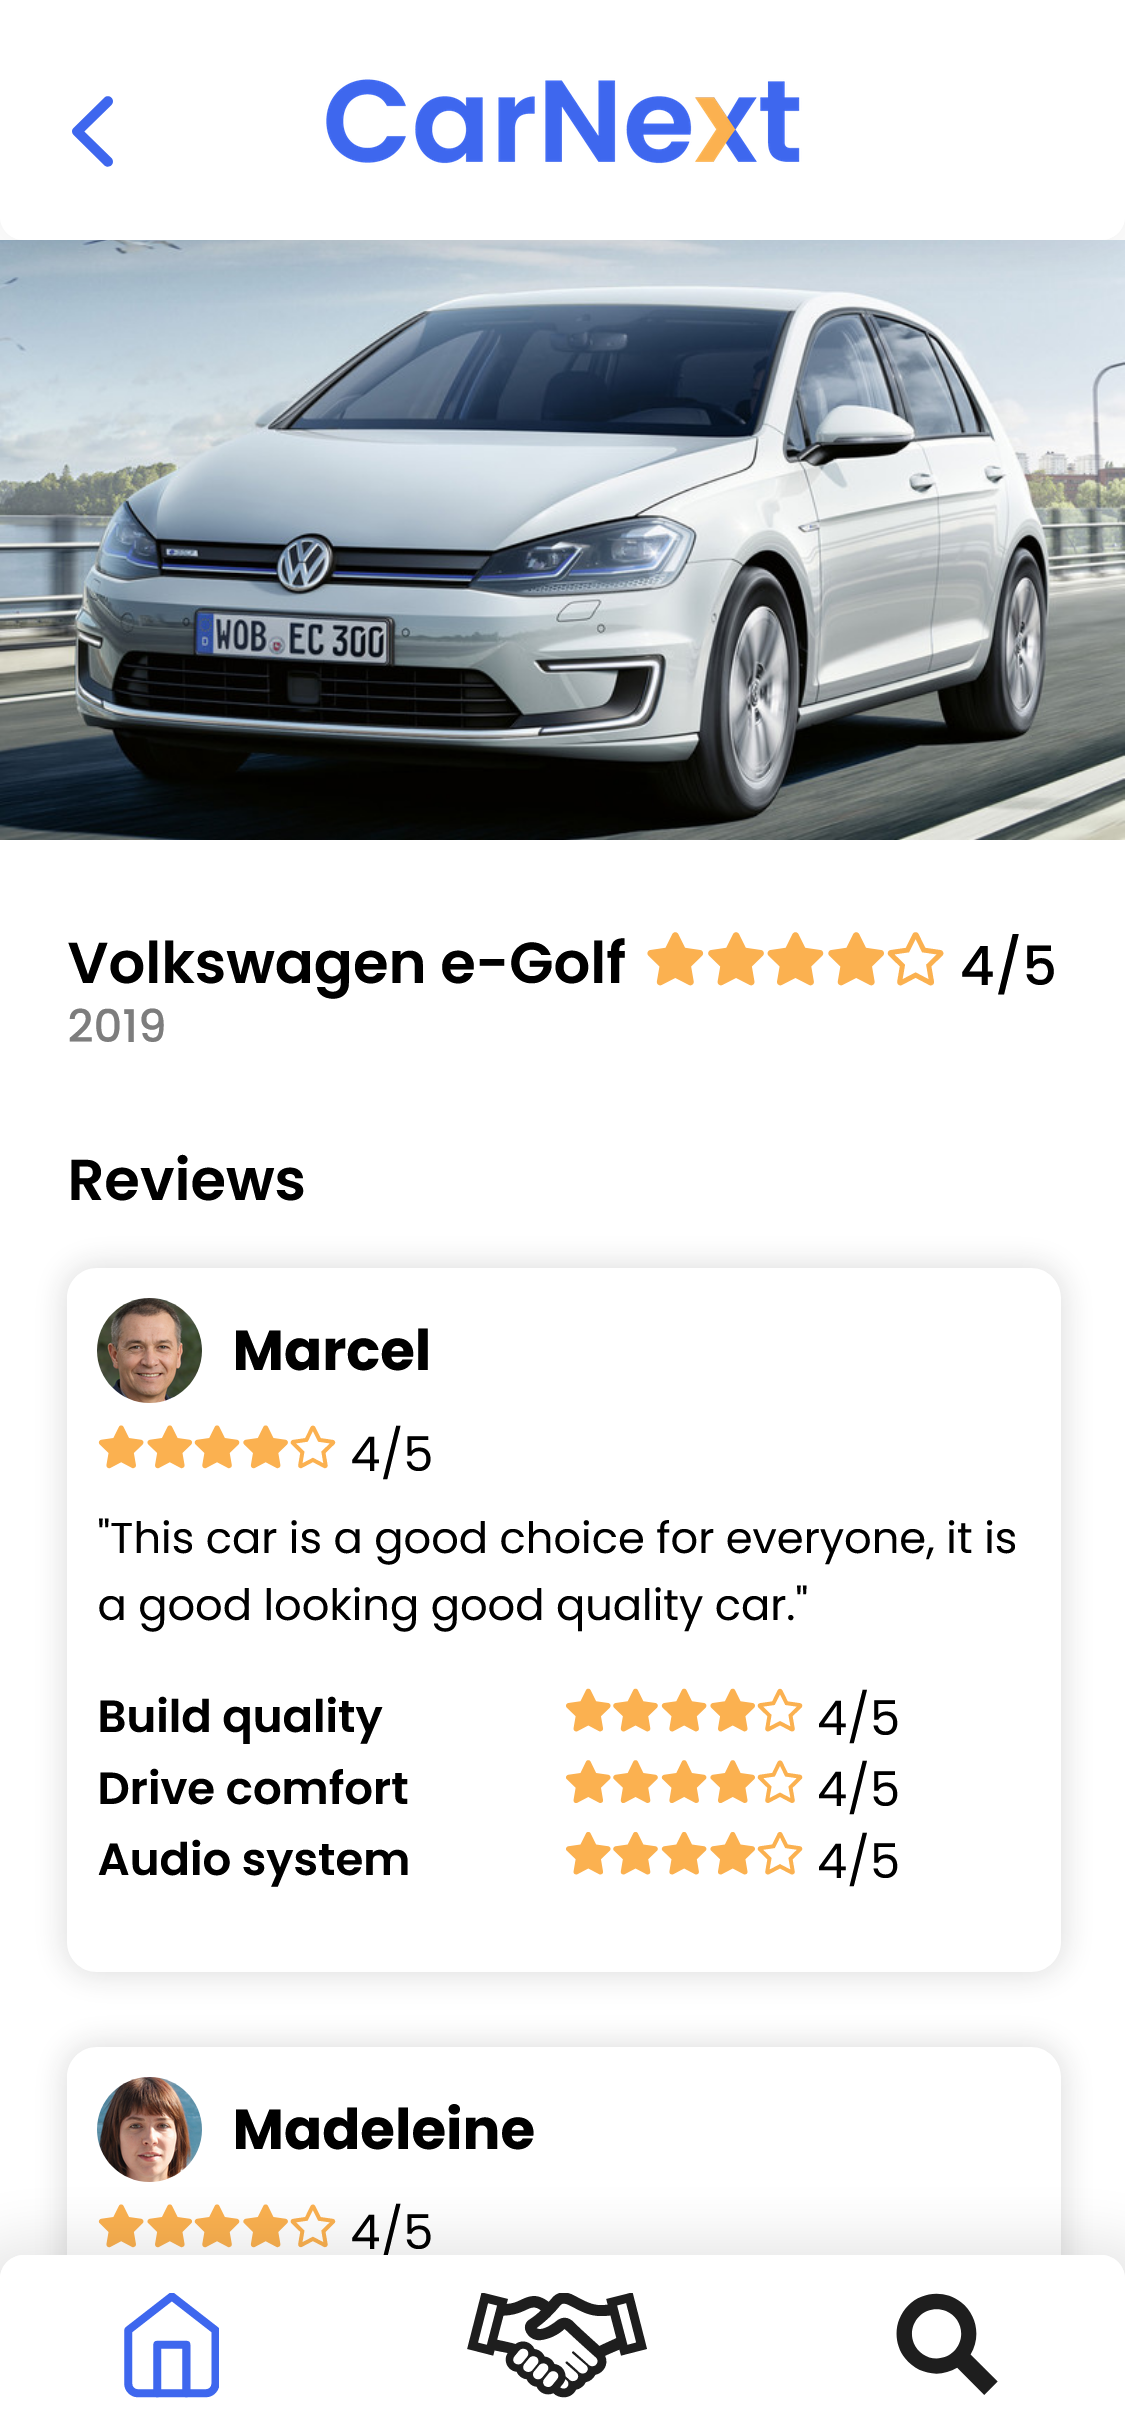 CarNext
e-GOLF
WOB EC 300
D
Volkswagen e-Golf 4/5
2019
Reviews
Marcel
4/5
"This car is a good choice for everyone, it is
a good looking good quality car."
Build quality 4/5
Drive comfort 4/5
Audio system 4/5
Madeleine
4/5